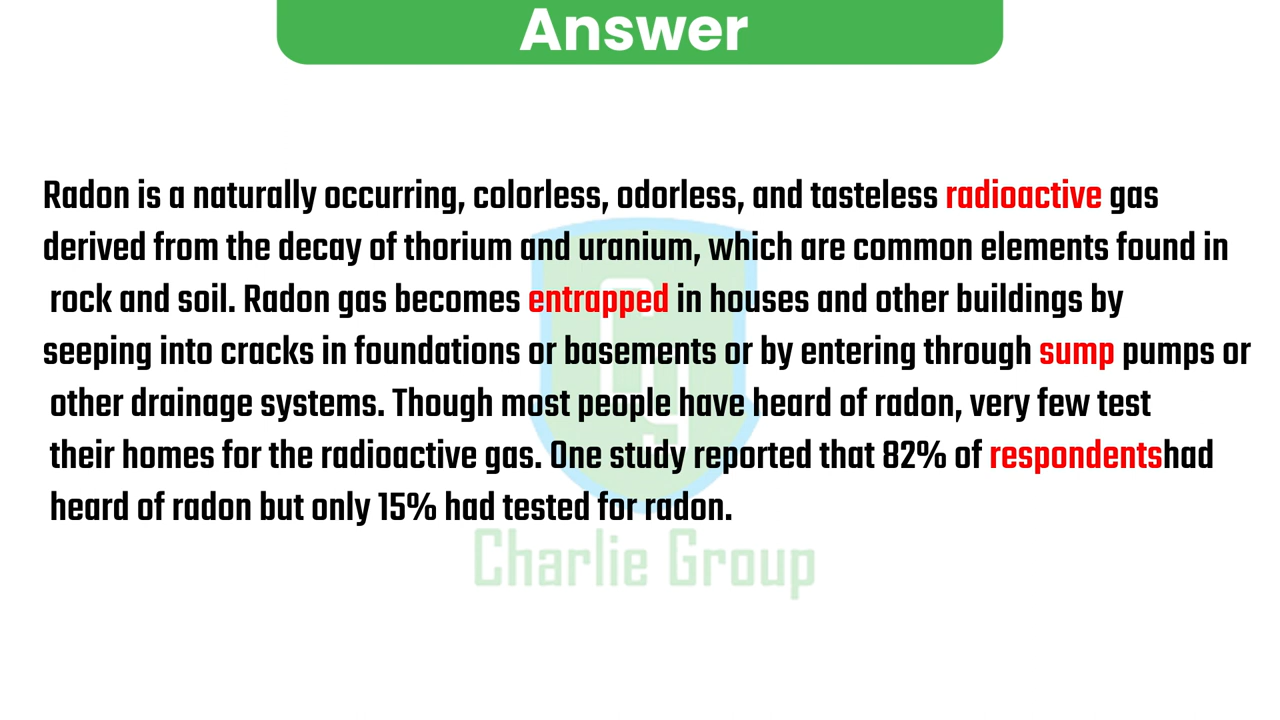 Answer
Radon is a naturally occurring, colorless, odorless, and tasteless radioactive gas
derived from the decay of thorium and uranium, which are common elements found in
rock and soil. Radon gas becomes entrapped in houses and other buildings by
seeping into cracks in foundations or basements or by entering through sump pumps or
other drainage systems. Though most people have heard of radon, very few test
their homes for the radioactive gas. One study reported that 82% of respondentshad
heard of radon but only 15% had tested for radon.
Charlie Group